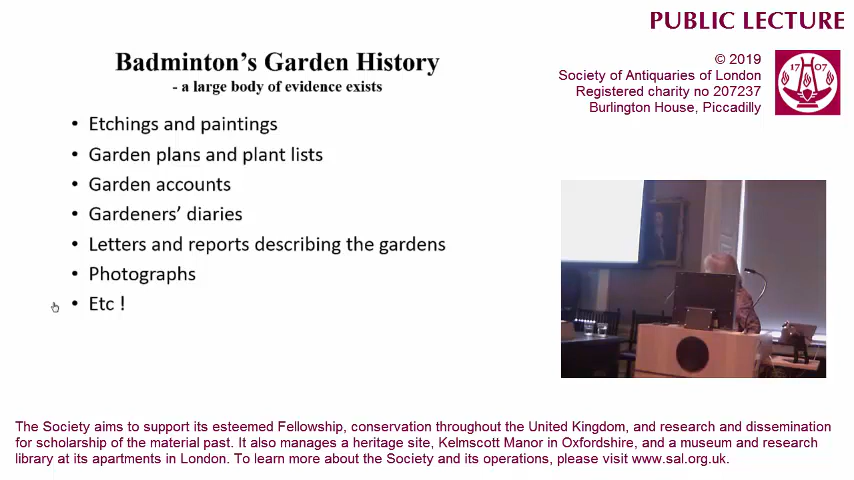 PUBLIC LECTURE
Badminton's Garden History
- a large body of evidence exists
• Etchings and paintings
• Garden plans and plant lists
• Garden accounts
• Gardeners' diaries
• Letters and reports describing the gardens
• Photographs
• Etc !
© 2019
Society of Antiquaries of London
Registered charity no 207237
Burlington House, Piccadilly
1707
The Society aims to support its esteemed Fellowship, conservation throughout the United Kingdom, and research and dissemination
for scholarship of the material past. It also manages a heritage site, Kelmscott Manor in Oxfordshire, and a museum and research
library at its apartments in London. To learn more about the Society and its operations, please visit www.sal.org.uk.